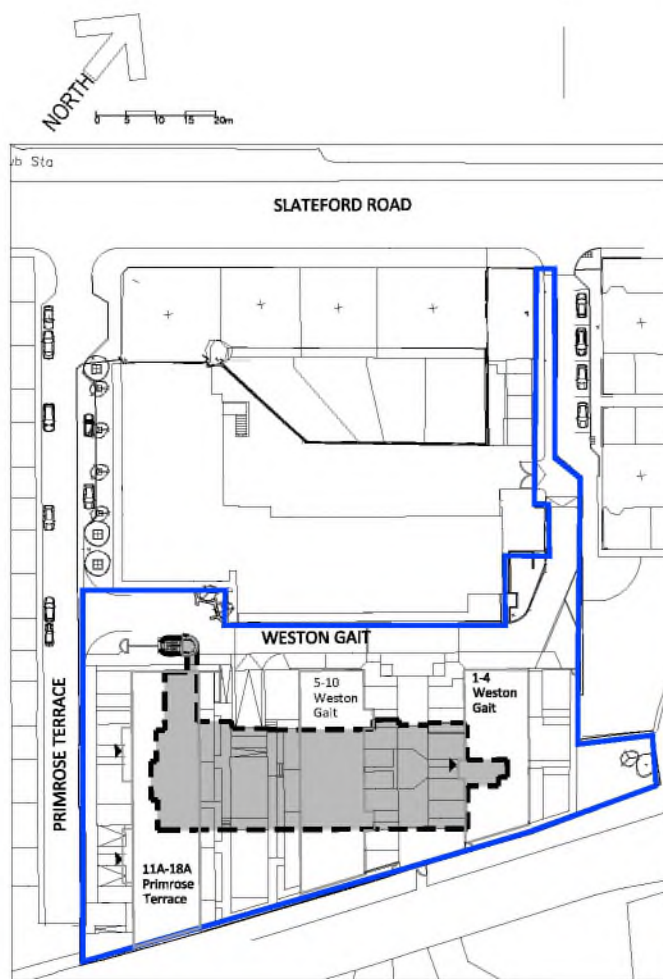 NORTH
0 5 10 15 20m
ub Sta
SLATEFORD ROAD
WESTON GAIT
PRIMROSE TERRACE
5-10
Weston
Gait
1-4
Weston
Gait
11A-18A
Primrose
Terrace